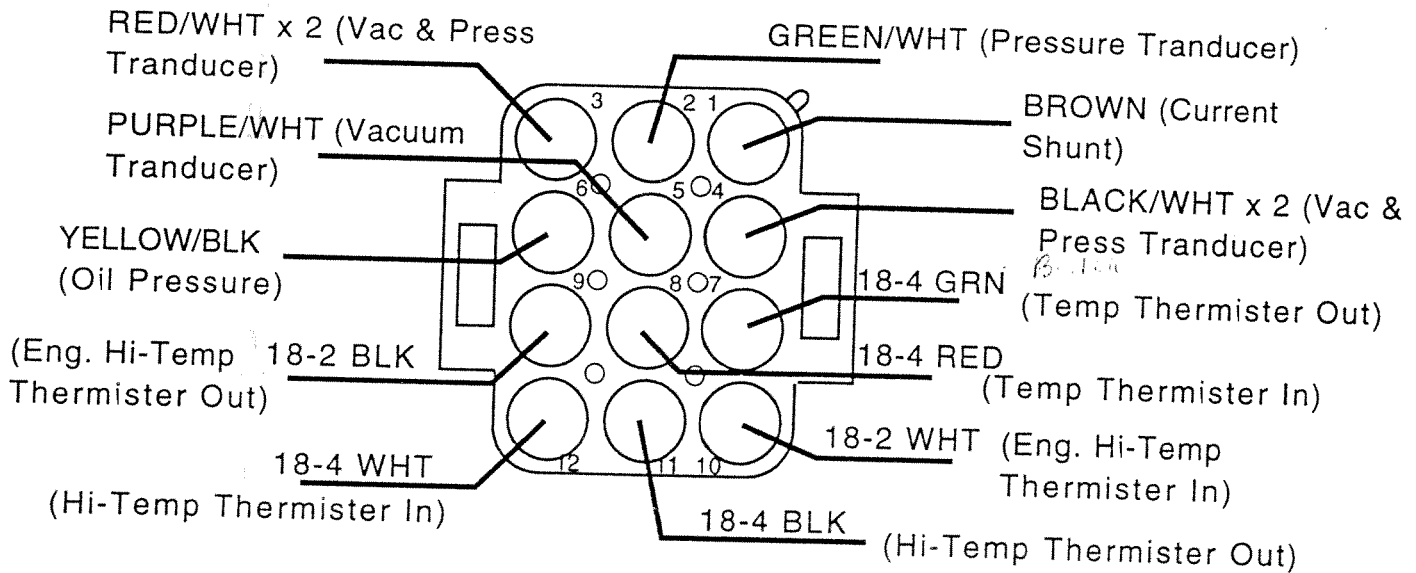 RED/WHT x 2 (Vac & Press
Tranducer)
GREEN/WHT (Pressure Tranducer)
3
2 1
BROWN (Current
Shunt)
PURPLE/WHT (Vacuum
Tranducer)
6
5
4
BLACK/WHT x 2 (Vac &
Press Tranducer)
YELLOW/BLK
(Oil Pressure)
9
8
7
18-4 GRN
(Temp Thermister Out)
(Eng. Hi-Temp
Thermister Out)
18-2 BLK
18-4 RED
(Temp Thermister In)
18-4 WHT
(Hi-Temp Thermister In)
12
11
10
18-2 WHT
(Eng. Hi-Temp
Thermister In)
18-4 BLK
(Hi-Temp Thermister Out)